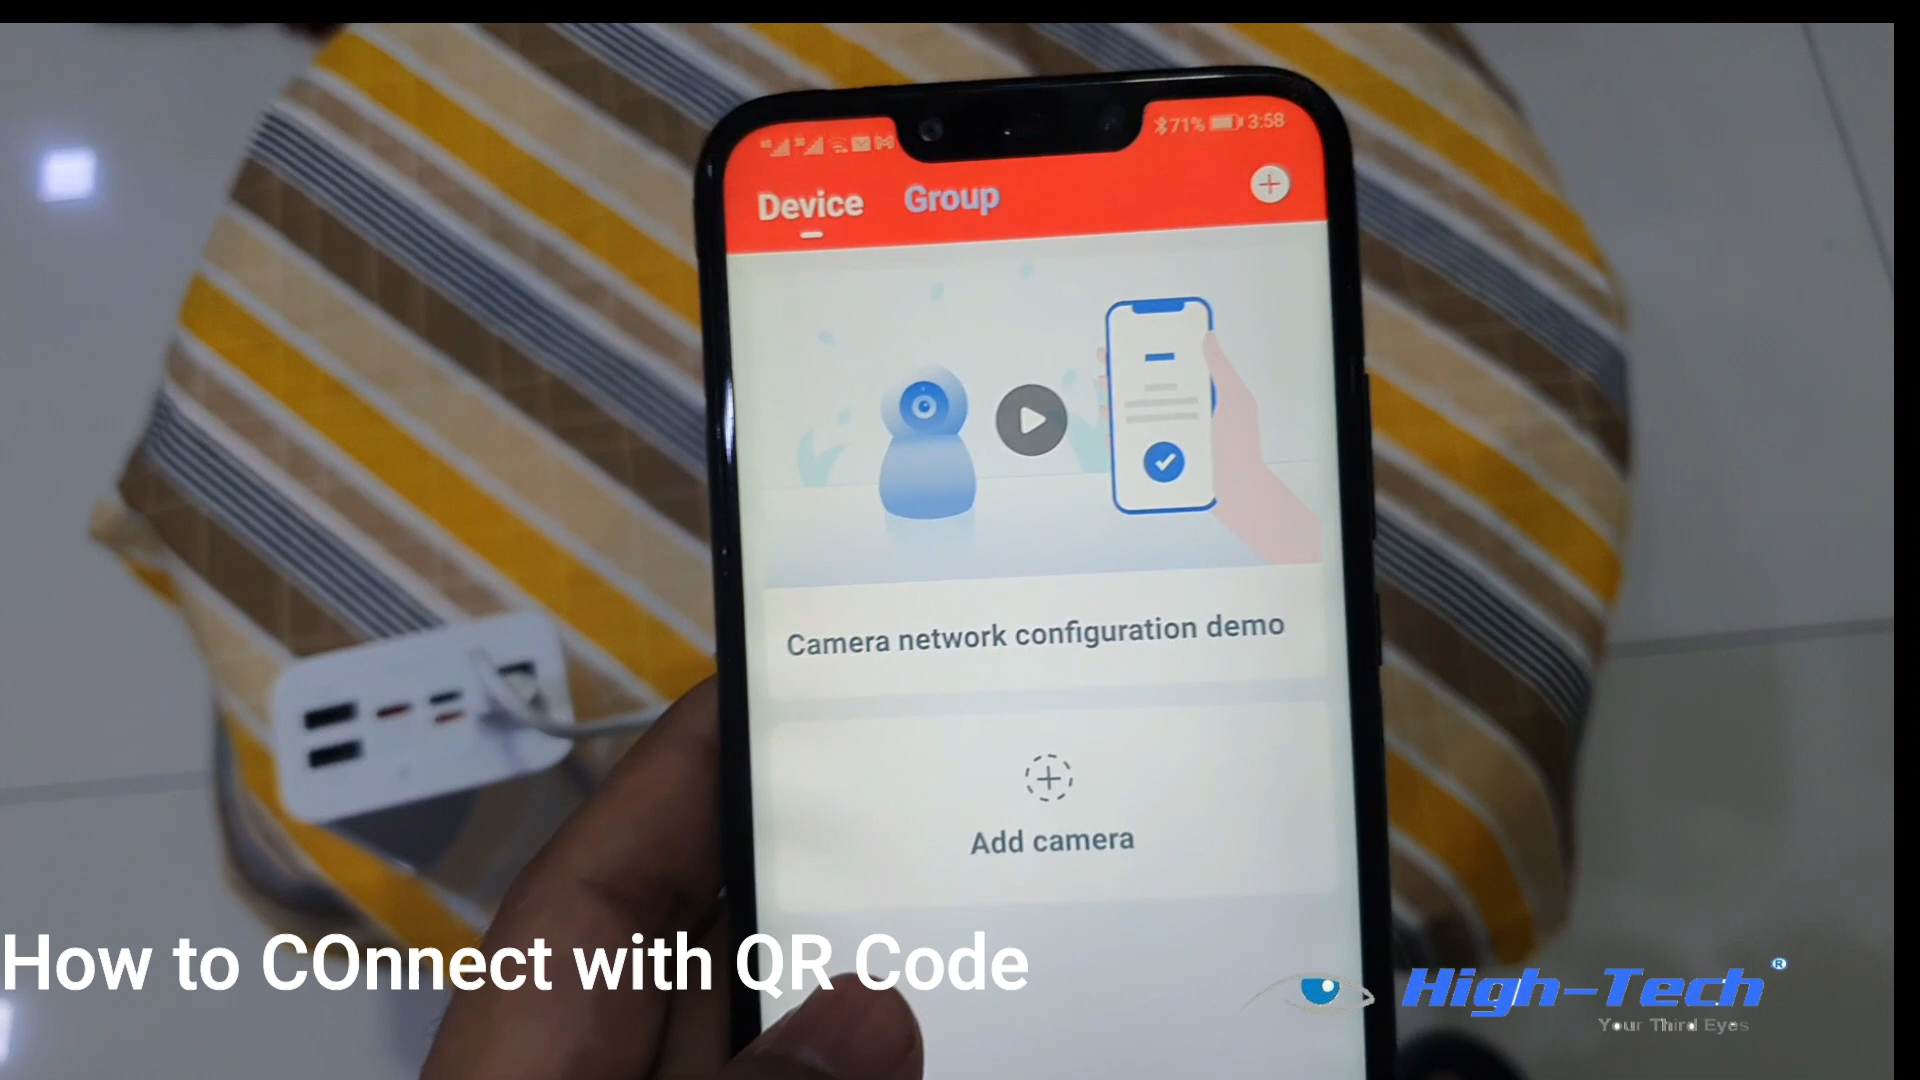 71% 3:58
Device Group
Camera network configuration demo
Add camera
How to COnnect with QR Code
High-Tech®
Your Third Eyes